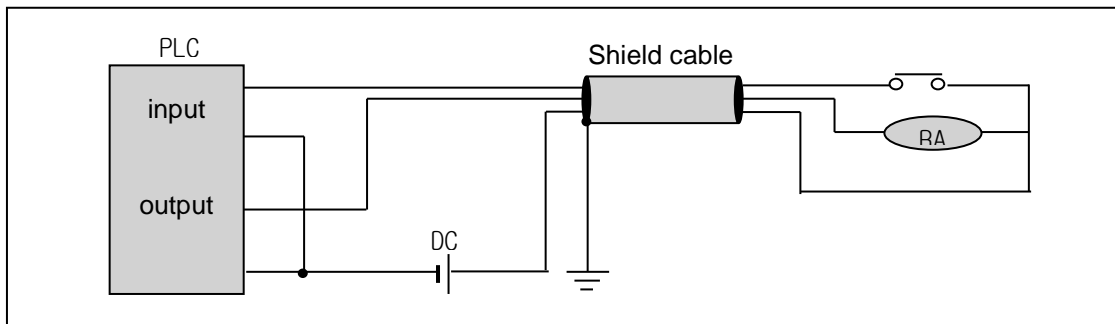 PLC
Shield cable
input
RA
output
DC